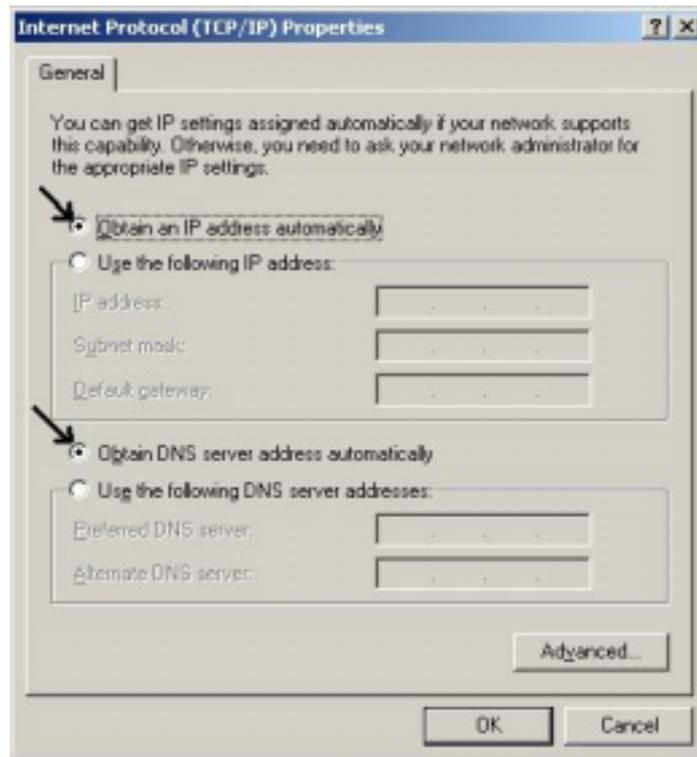 Internet Protocol (TCP/IP) Properties
General
You can get IP settings assigned automatically if your network supports
this capability. Otherwise, you need to ask your network administrator for
the appropriate IP settings.
Obtain an IP address automatically
Use the following IP address:
IP address:
Subnet mask:
Default gateway:
Obtain DNS server address automatically
Use the following DNS server addresses:
Preferred DNS server:
Alternate DNS server:
Advanced...
OK
Cancel